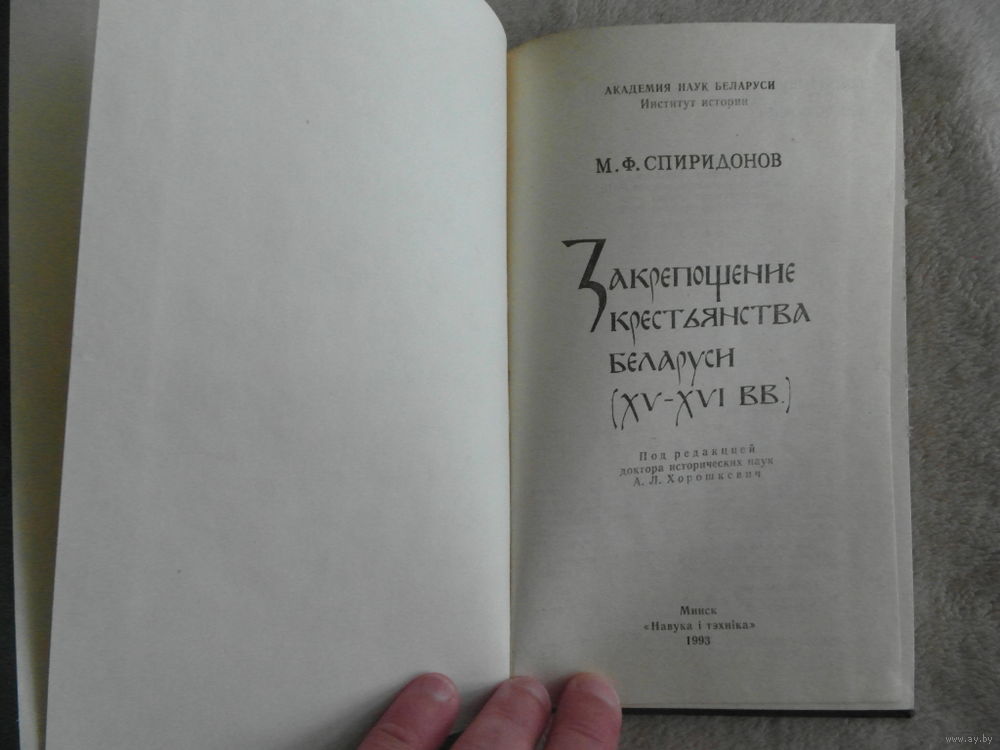 АКАДЕМИЯ НАУК БЕЛАРУСИ
Институт истории
М.Ф. СПИРИДОНОВ
Закрепощение
крестьянства
Беларуси
(XV–XVI вв.)
Под редакцией
доктора исторических наук
А. Л. Хорошкевич
Минск
«Навука і тэхніка»
1993
www.ay.by